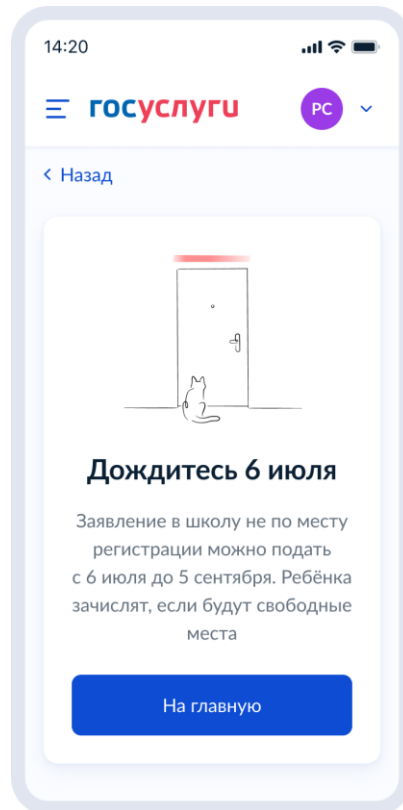 14:20
госуслуги
РС
Назад
Дождитесь 6 июля
Заявление в школу не по месту
регистрации можно подать
с 6 июля до 5 сентября. Ребёнка
зачислят, если будут свободные
места
На главную